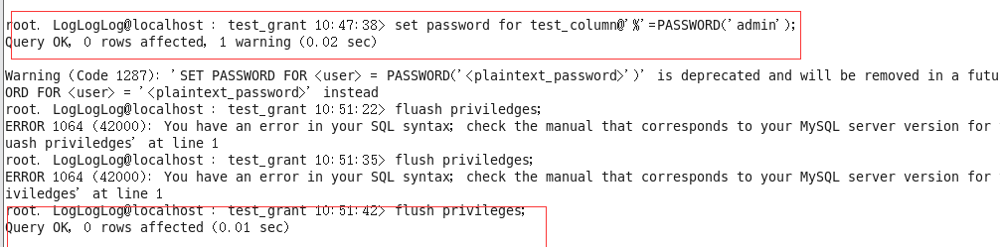 root. LogLogLog@localhost : test_grant 10:47:38> set password for test_column@'%'=PASSWORD('admin');
Query OK, 0 rows affected, 1 warning (0.02 sec)
Warning (Code 1287): 'SET PASSWORD FOR <user> = PASSWORD('<plaintext_password>')' is deprecated and will be removed in a futu
ORD FOR <user> = '<plaintext_password>' instead
root. LogLogLog@localhost : test_grant 10:51:22> fluash priviledges;
ERROR 1064 (42000): You have an error in your SQL syntax; check the manual that corresponds to your MySQL server version for
uash priviledges' at line 1
root. LogLogLog@localhost : test_grant 10:51:35> flush priviledges;
ERROR 1064 (42000): You have an error in your SQL syntax; check the manual that corresponds to your MySQL server version for
iviledges' at line 1
root. LogLogLog@localhost : test_grant 10:51:42> flush privileges;
Query OK, 0 rows affected (0.01 sec)